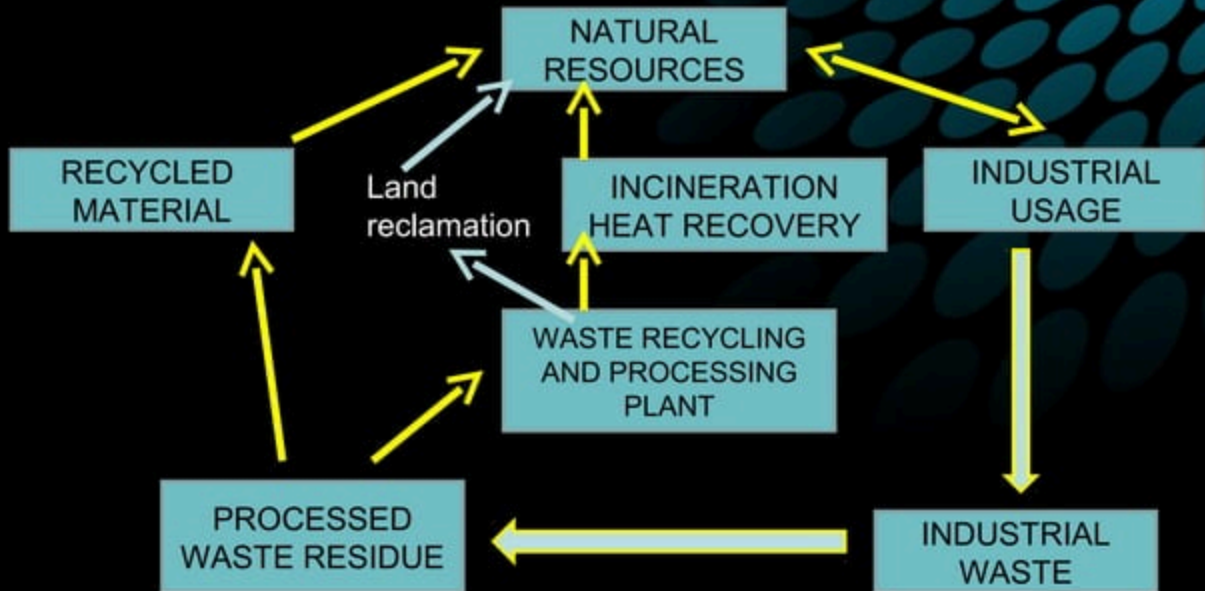 NATURAL
RESOURCES
RECYCLED
MATERIAL
Land
reclamation
INCINERATION
HEAT RECOVERY
INDUSTRIAL
USAGE
WASTE RECYCLING
AND PROCESSING
PLANT
PROCESSED
WASTE RESIDUE
INDUSTRIAL
WASTE